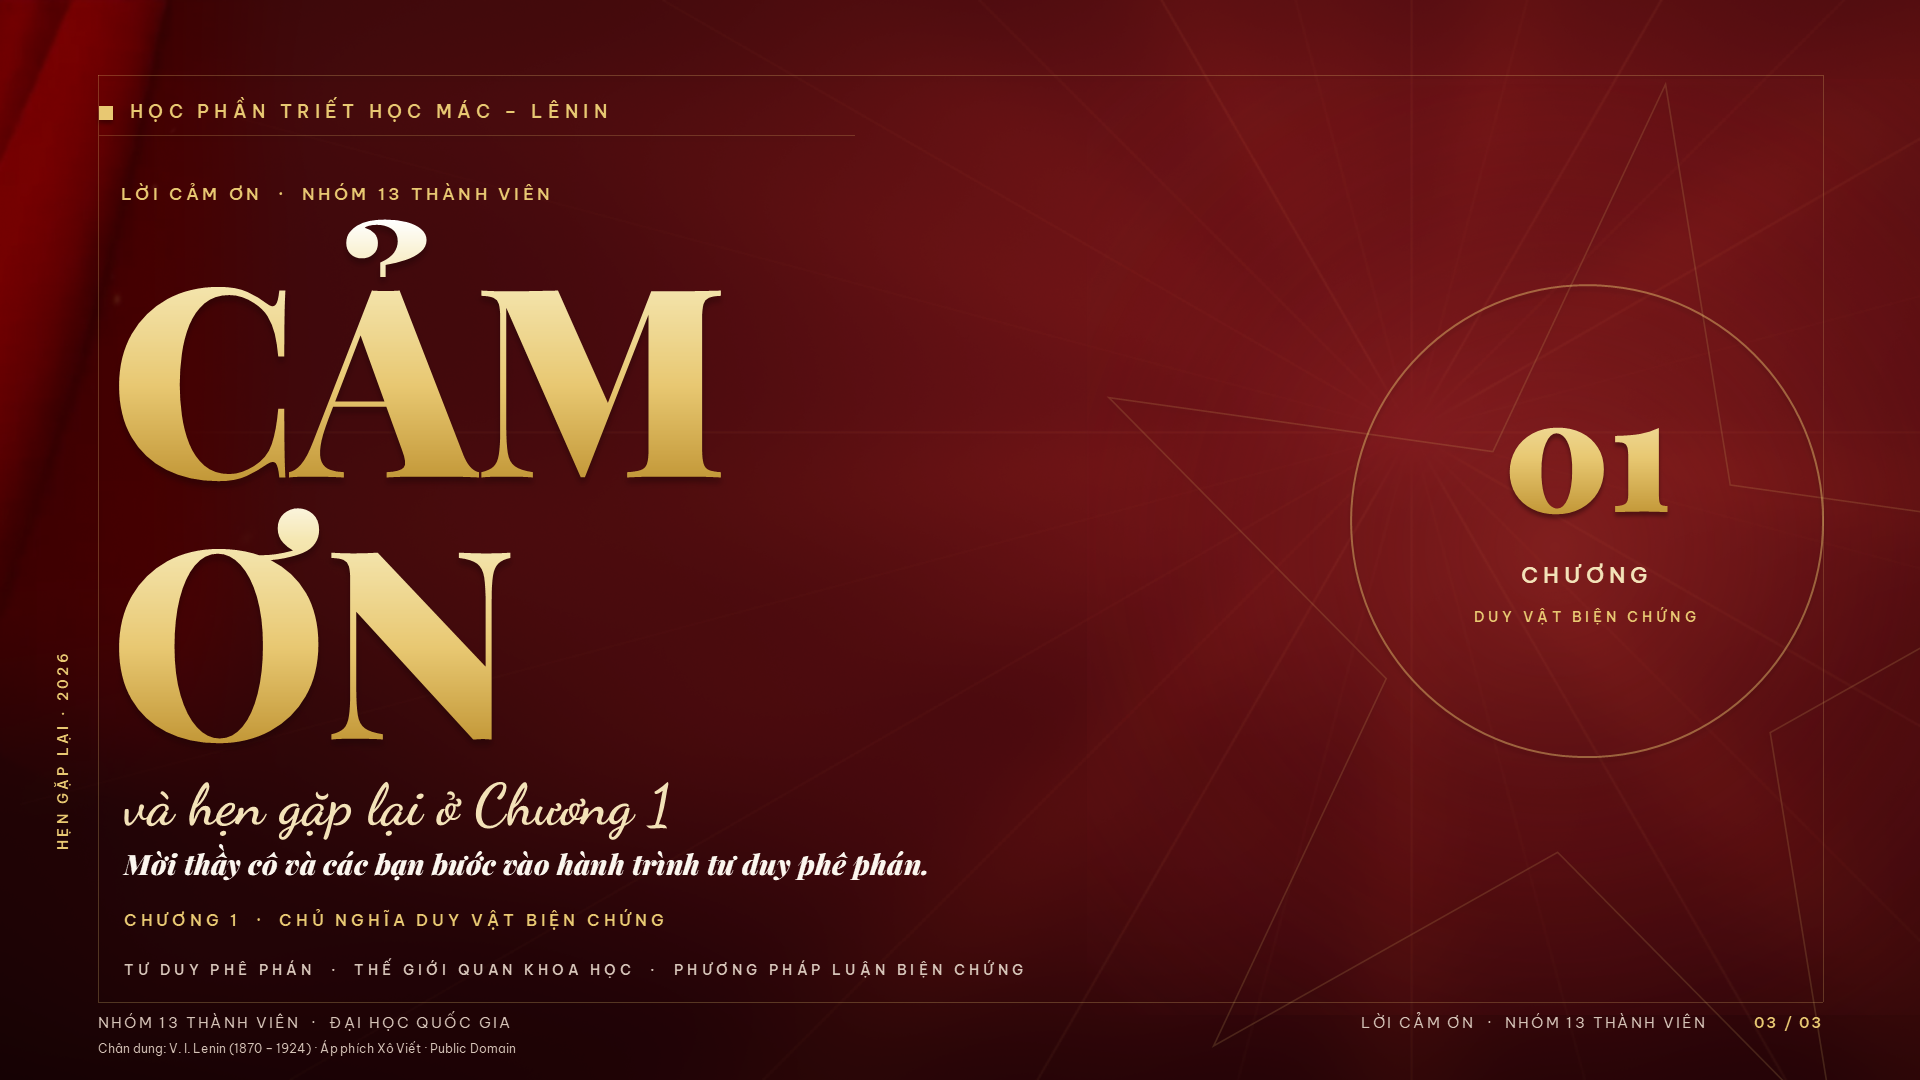 HỌC PHẦN TRIẾT HỌC MÁC – LÊNIN
LỜI CẢM ƠN · NHÓM 13 THÀNH VIÊN
CẢM
ƠN
và hẹn gặp lại ở Chương 1
Mời thầy cô và các bạn bước vào hành trình tư duy phê phán.
CHƯƠNG 1 · CHỦ NGHĨA DUY VẬT BIỆN CHỨNG
TƯ DUY PHÊ PHÁN · THẾ GIỚI QUAN KHOA HỌC · PHƯƠNG PHÁP LUẬN BIỆN CHỨNG
01
CHƯƠNG
DUY VẬT BIỆN CHỨNG
HẸN GẶP LẠI · 2026
NHÓM 13 THÀNH VIÊN · ĐẠI HỌC QUỐC GIA
Chân dung: V. I. Lenin (1870 – 1924) · Áp phích Xô Viết · Public Domain
LỜI CẢM ƠN · NHÓM 13 THÀNH VIÊN
03 / 03